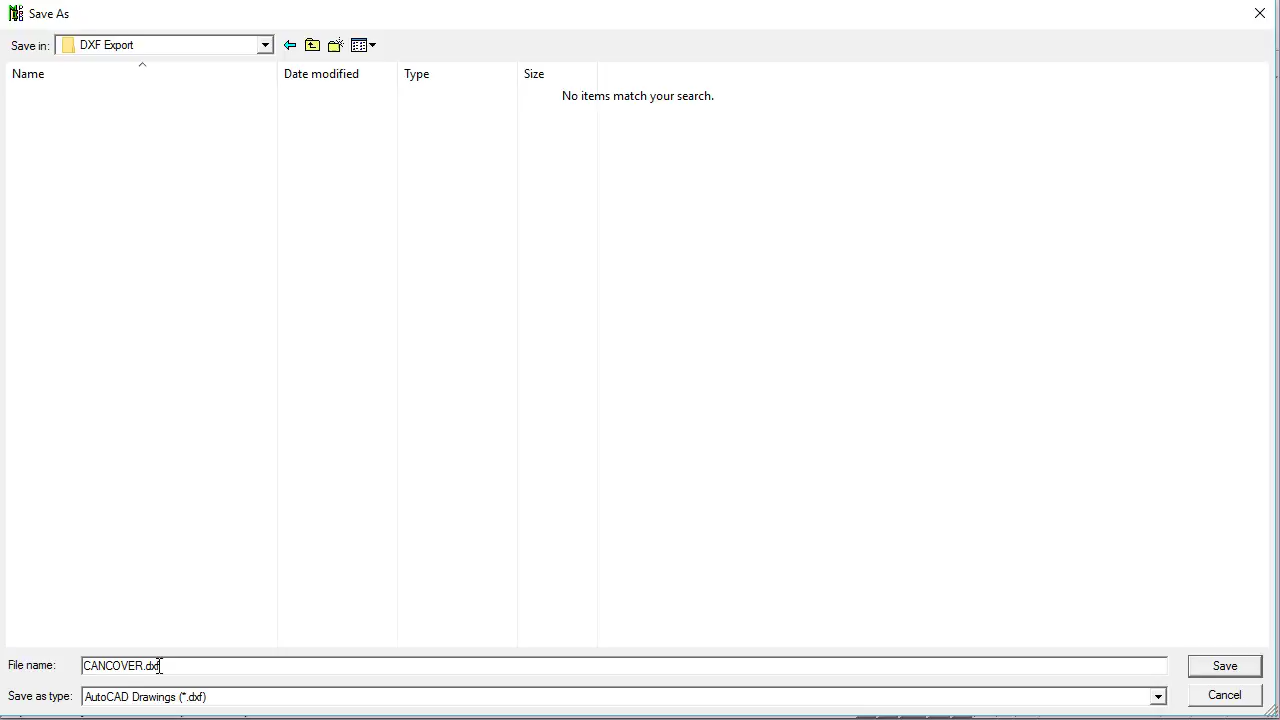 Save As
Save in: DXF Export
Name Date modified Type Size
No items match your search.
File name: CANCOVER.dxf Save
Save as type: AutoCAD Drawings (*.dxf) Cancel